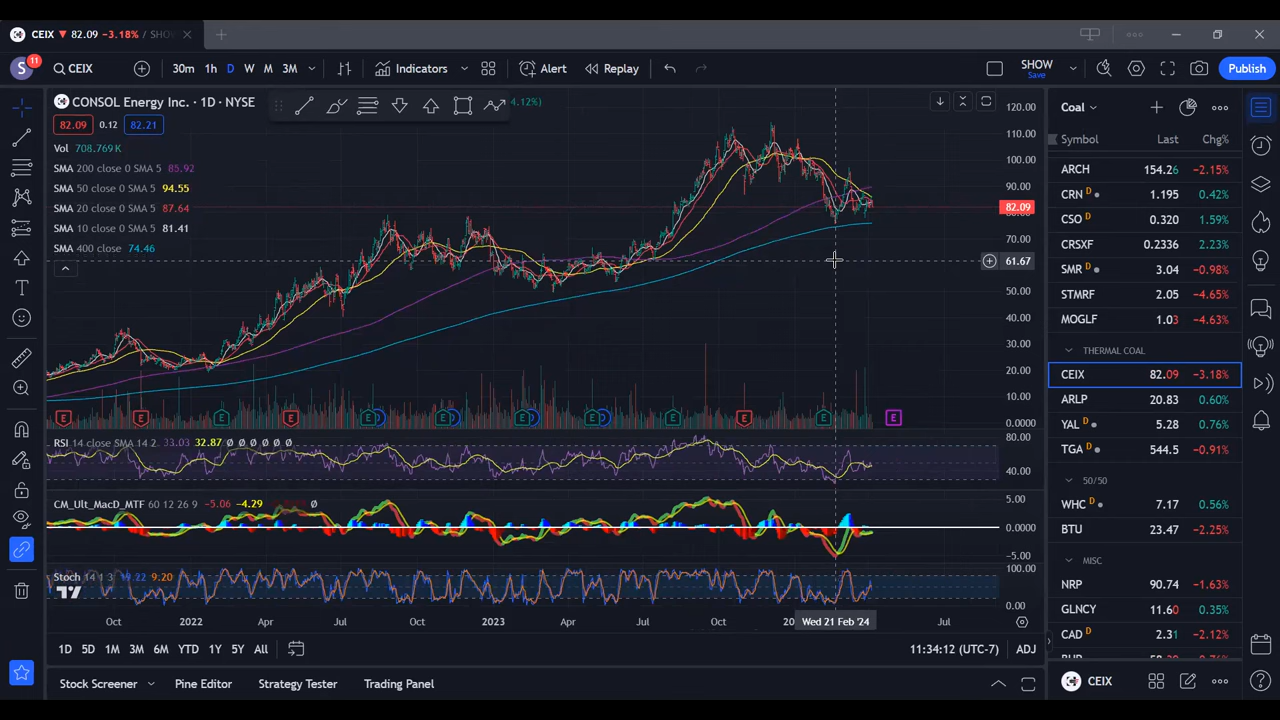 CEIX ▼ 82.09 −3.18% / SHOW
S 11 CEIX 30m 1h D W M 3M Indicators Alert Replay SHOW Save Publish
CONSOL Energy Inc. · 1D · NYSE 4.12%)
82.09 0.12 82.21
Vol 708.769K
SMA 200 close 0 SMA 5 85.92
SMA 50 close 0 SMA 5 94.55
SMA 20 close 0 SMA 5 87.64
SMA 10 close 0 SMA 5 81.41
SMA 400 close 74.46
120.00
110.00
100.00
90.00
82.09
70.00
61.67
50.00
40.00
30.00
20.00
10.00
0.0000
E E E E E E E E E E E E
RSI 14 close SMA 14 2 33.03 32.87 Ø Ø Ø Ø Ø Ø
80.00
40.00
CM_Ult_MacD_MTF 60 12 26 9 −5.06 −4.29 Ø
5.00
0.0000
−5.00
Stoch 14 1 3 19.22 9.20
100.00
0.00
Oct 2022 Apr Jul Oct 2023 Apr Jul Oct Wed 21 Feb '24 Jul
1D 5D 1M 3M 6M YTD 1Y 5Y All 11:34:12 (UTC-7) ADJ
Stock Screener Pine Editor Strategy Tester Trading Panel
Coal
Symbol Last Chg%
ARCH 154.26 −2.15%
CRN D 1.195 0.42%
CSO 0.320 1.59%
CRSXF 0.2336 2.23%
SMR D 3.04 −0.98%
STMRF 2.05 −4.65%
MOGLF 1.03 −4.63%
THERMAL COAL
CEIX 82.09 −3.18%
ARLP 20.83 0.60%
YAL D 5.28 0.76%
TGA D 544.5 −0.91%
50/50
WHC D 7.17 0.56%
BTU 23.47 −2.25%
MISC
NRP 90.74 −1.63%
GLNCY 11.60 0.35%
CAD D 2.31 −2.12%
CEIX